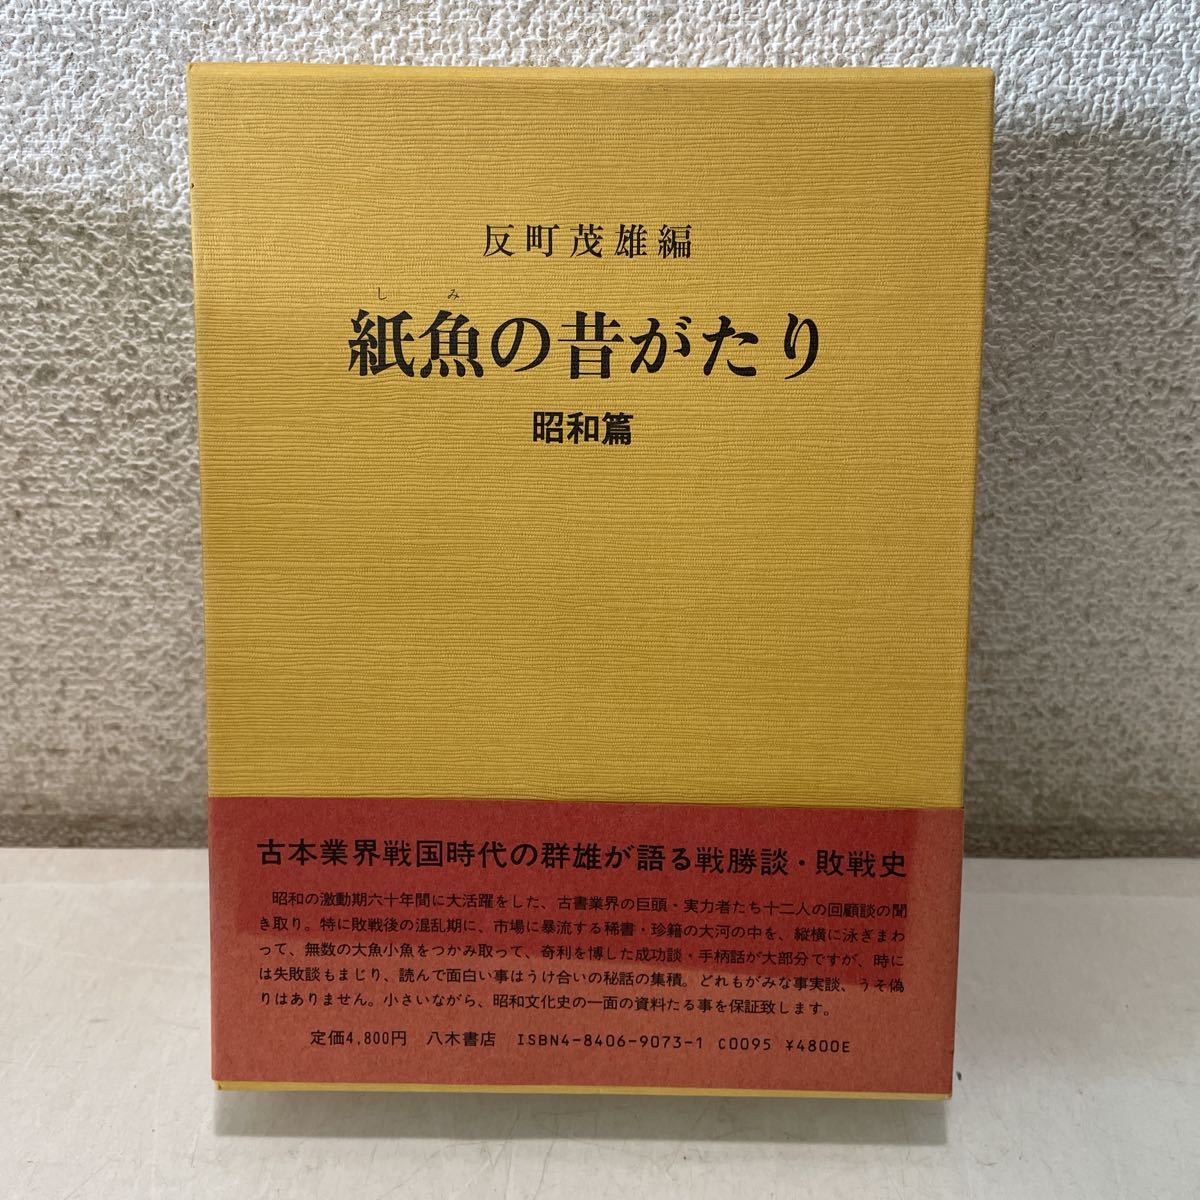 反町茂雄編
しみ
紙魚の昔がたり
昭和篇
古本業界戦国時代の群雄が語る戦勝談・敗戦史
昭和の激動期六十年間に大活躍をした、古書業界の巨頭・実力者たち十二人の回顧談の聞
き取り。特に敗戦後の混乱期に、市場に暴流する稀書・珍籍の大河の中を、縦横に泳ぎまわ
って、無数の大魚小魚をつかみ取って、奇利を博した成功談・手柄話が大部分ですが、時に
は失敗談もまじり、読んで面白い事はうけ合いの秘話の集積。どれもがみな事実談、うそ偽
りはありません。小さいながら、昭和文化史の一面の資料たる事を保証致します。
定価4,800円 八木書店 ISBN4-8406-9073-1 C0095 ¥4800E